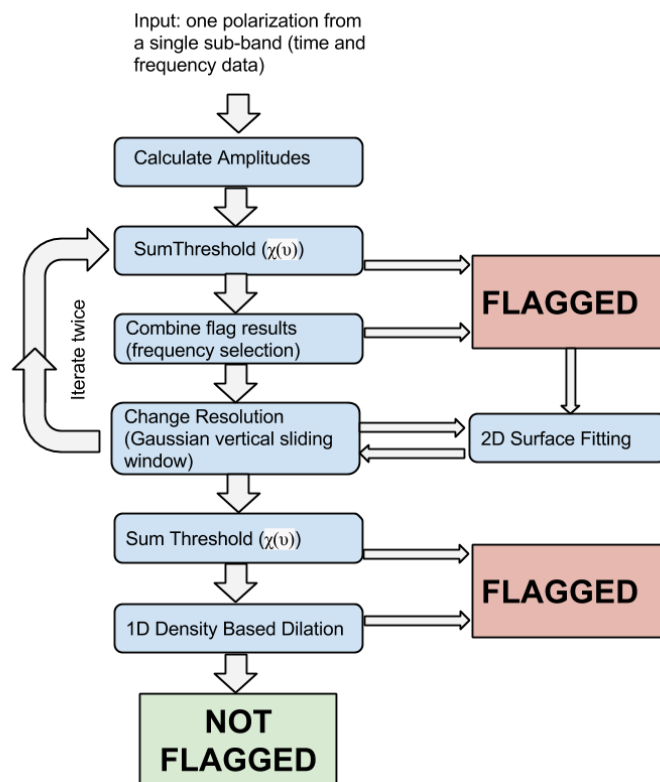 Input: one polarization from
a single sub-band (time and
frequency data)
Calculate Amplitudes
SumThreshold (χ(υ))
FLAGGED
Combine flag results
(frequency selection)
Iterate twice
Change Resolution
(Gaussian vertical sliding
window)
2D Surface Fitting
Sum Threshold (χ(υ))
FLAGGED
1D Density Based Dilation
NOT
FLAGGED